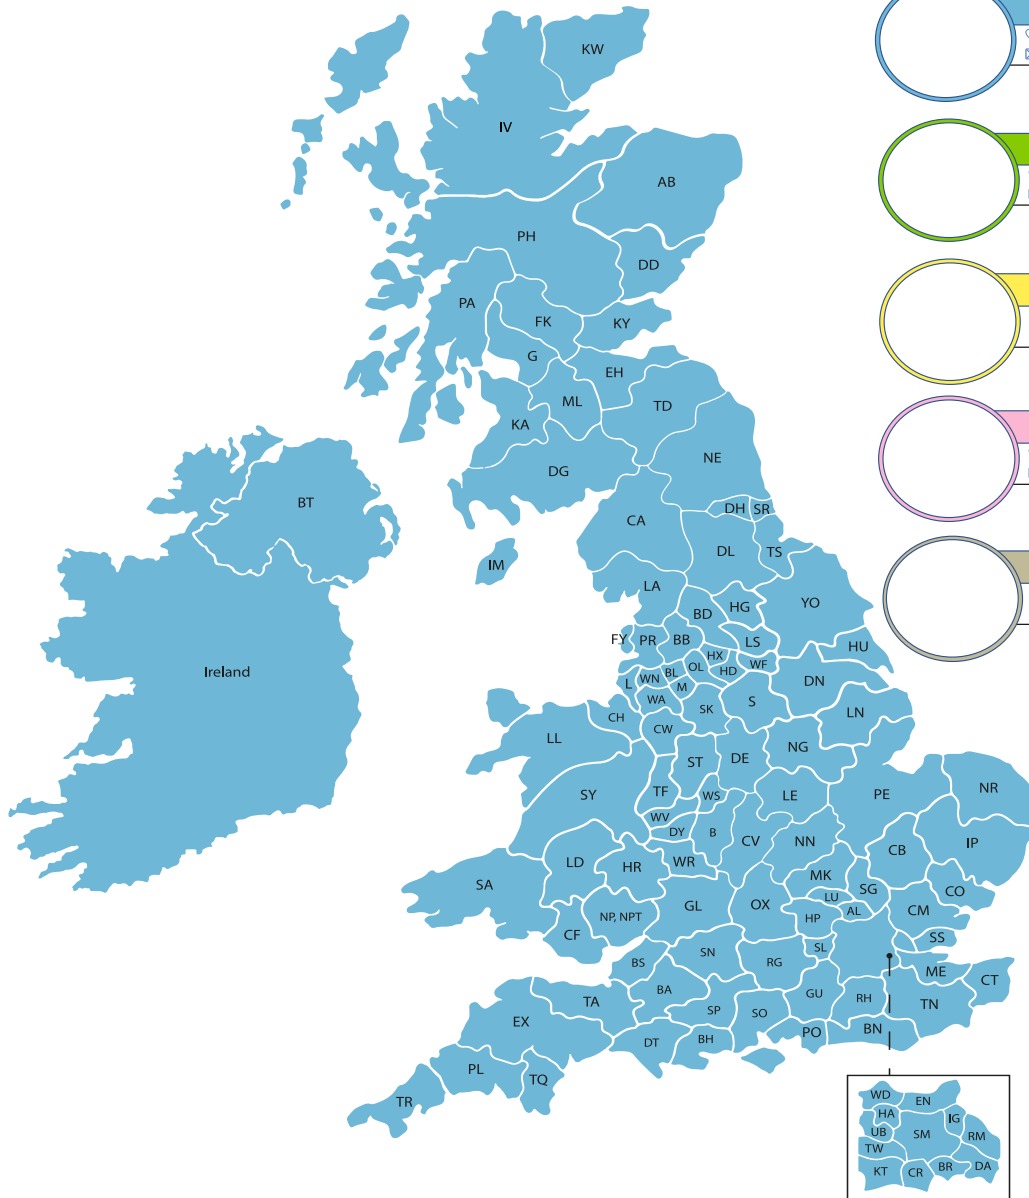 KW
IV
AB
PH
DD
PA
FK
KY
G
EH
ML
TD
KA
NE
DG
BT
DH
SR
CA
TS
DL
IM
LA
HG
YO
BD
FY
PR
BB
LS
HU
HX
WF
OL
BL
HD
Ireland
WN
L
M
DN
WA
S
SK
LN
CH
CW
LL
NG
DE
ST
TF
WS
LE
PE
NR
SY
WV
DY
B
CV
NN
IP
CB
LD
HR
WR
MK
SA
SG
CO
LU
GL
OX
AL
CM
HP
NP, NPT
CF
SS
SL
SN
BS
RG
ME
CT
BA
GU
RH
TN
TA
SP
SO
EX
PO
BN
DT
BH
PL
TQ
TR
WD
EN
HA
IG
UB
SM
RM
TW
KT
CR
BR
DA